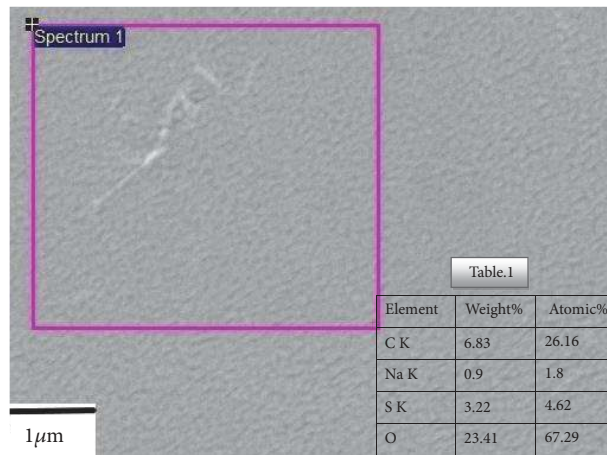 Spectrum 1
Table.1
Element Weight% Atomic%
C K 6.83 26.16
Na K 0.9 1.8
S K 3.22 4.62
O 23.41 67.29
1μm